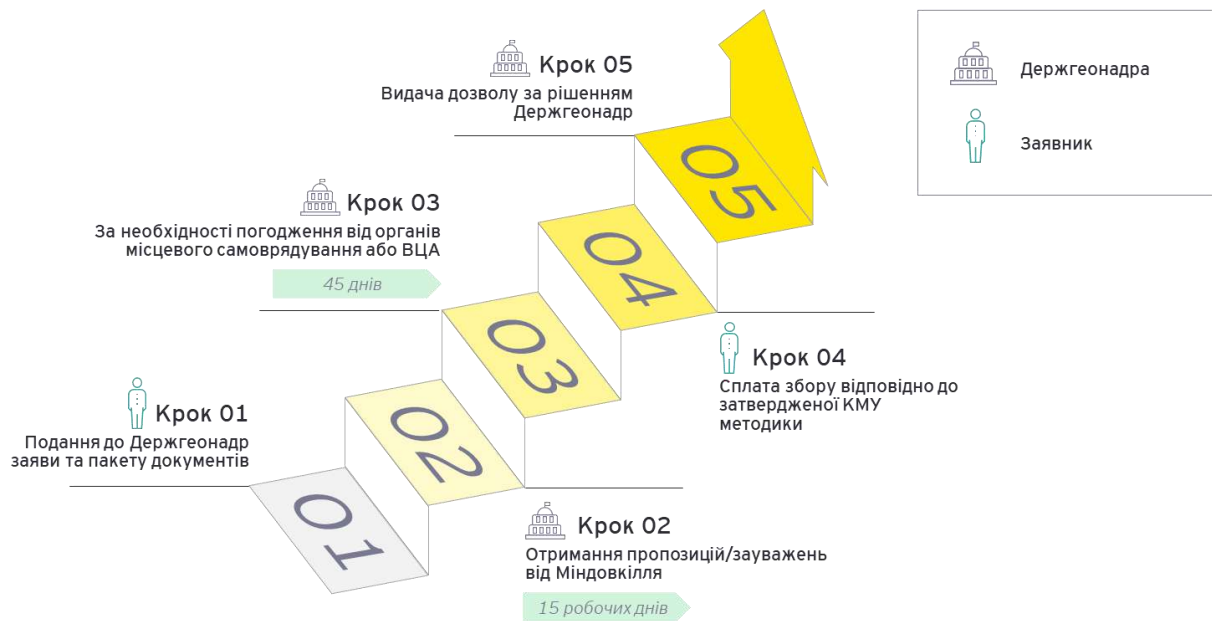 Крок 05
Видача дозволу за рішенням
Держгеонадр
Держгеонадра
Заявник
Крок 03
За необхідності погодження від органів
місцевого самоврядування або ВЦА
45 днів
Крок 04
Сплата збору відповідно до
затвердженої КМУ
методики
Крок 01
Подання до Держгеонадр
заяви та пакету документів
Крок 02
Отримання пропозицій/зауважень
від Міндовкілля
15 робочих днів
05
04
03
02
01